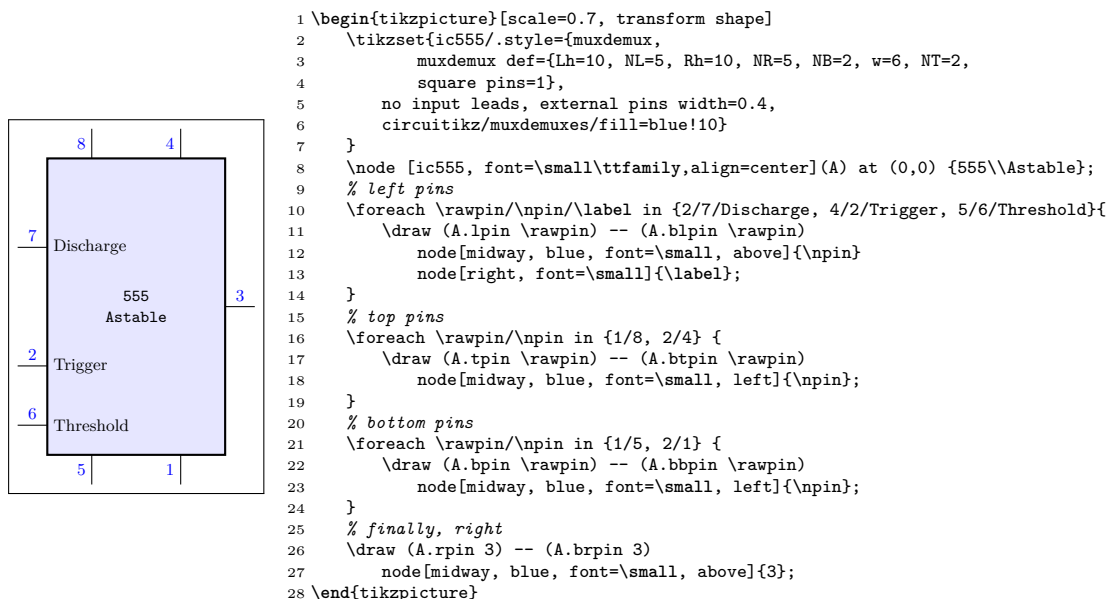 8 4
7
Discharge
555
Astable
3
2
Trigger
6
Threshold
5 1
1 \begin{tikzpicture}[scale=0.7, transform shape]
2     \tikzset{ic555/.style={muxdemux,
3             muxdemux def={Lh=10, NL=5, Rh=10, NR=5, NB=2, w=6, NT=2,
4             square pins=1},
5         no input leads, external pins width=0.4,
6         circuitikz/muxdemuxes/fill=blue!10}
7     }
8     \node [ic555, font=\small\ttfamily,align=center](A) at (0,0) {555\\Astable};
9     % left pins
10     \foreach \rawpin/\npin/\label in {2/7/Discharge, 4/2/Trigger, 5/6/Threshold}{
11         \draw (A.lpin \rawpin) -- (A.blpin \rawpin)
12             node[midway, blue, font=\small, above]{\npin}
13             node[right, font=\small]{\label};
14     }
15     % top pins
16     \foreach \rawpin/\npin in {1/8, 2/4} {
17         \draw (A.tpin \rawpin) -- (A.btpin \rawpin)
18             node[midway, blue, font=\small, left]{\npin};
19     }
20     % bottom pins
21     \foreach \rawpin/\npin in {1/5, 2/1} {
22         \draw (A.bpin \rawpin) -- (A.bbpin \rawpin)
23             node[midway, blue, font=\small, left]{\npin};
24     }
25     % finally, right
26     \draw (A.rpin 3) -- (A.brpin 3)
27         node[midway, blue, font=\small, above]{3};
28 \end{tikzpicture}